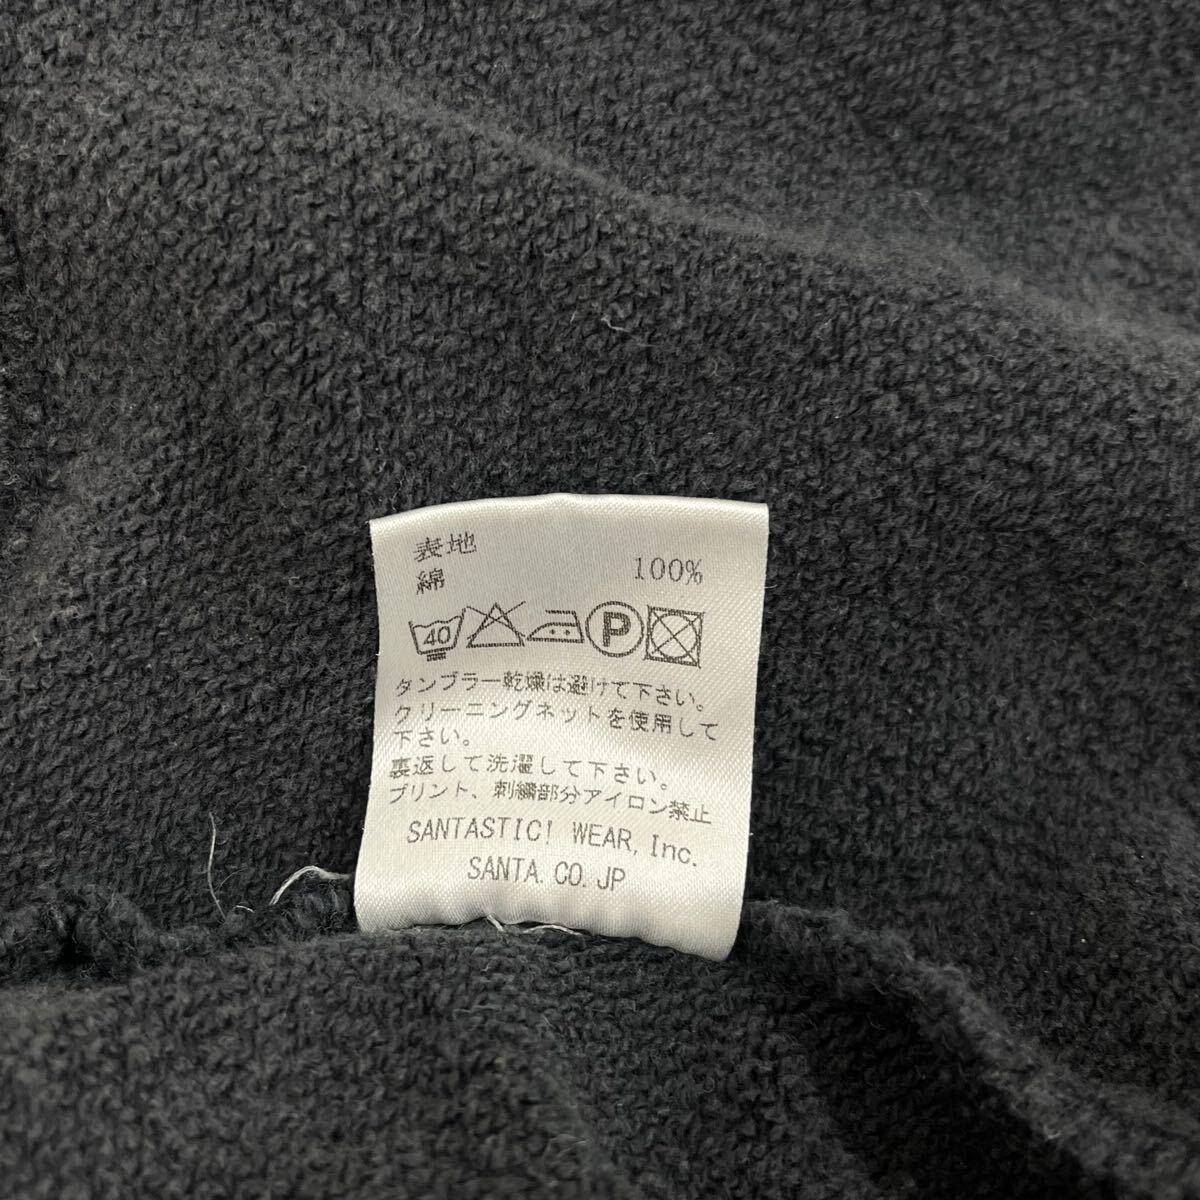 表地
綿 100%
40 P
タンブラー乾燥は避けて下さい。
クリーニングネットを使用して
下さい。
裏返して洗濯して下さい。
プリント、刺繍部分アイロン禁止
SANTASTIC! WEAR, Inc.
SANTA. CO. JP